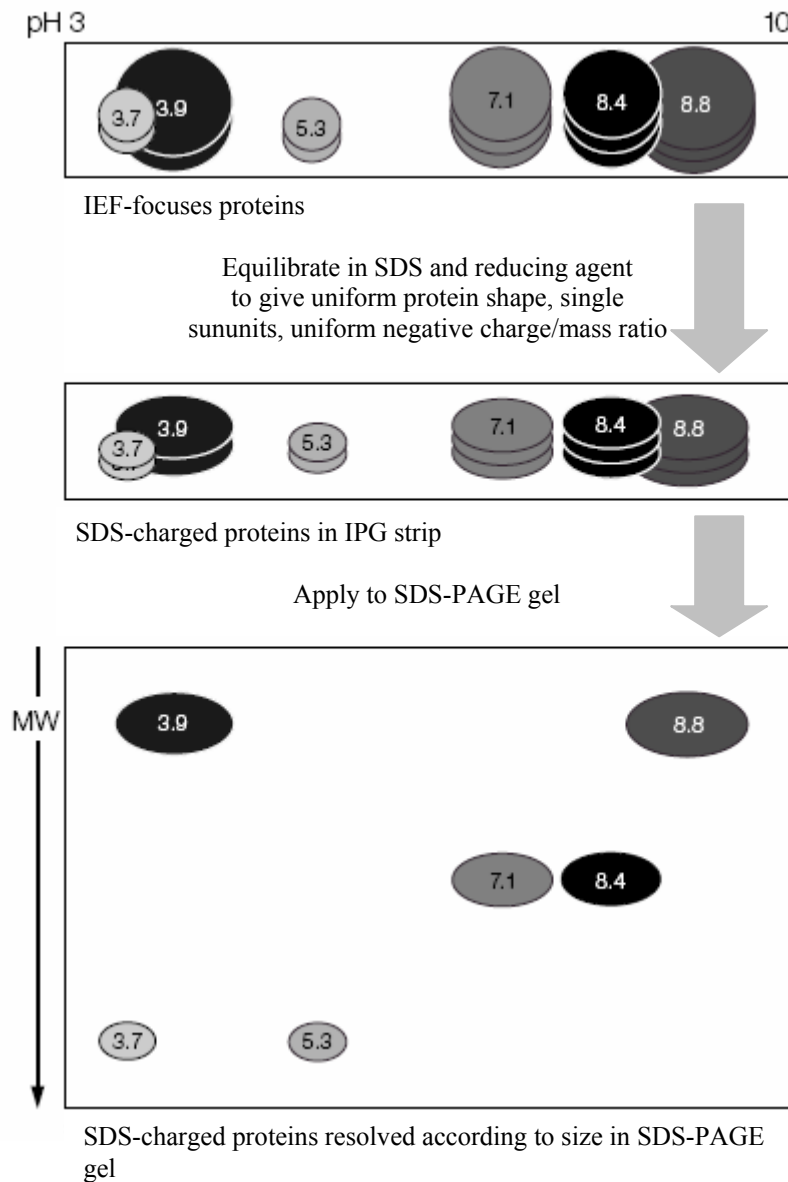 pH 3 10
3.7 3.9 5.3 7.1 8.4 8.8
IEF-focuses proteins
Equilibrate in SDS and reducing agent
to give uniform protein shape, single
sununits, uniform negative charge/mass ratio
3.7 3.9 5.3 7.1 8.4 8.8
SDS-charged proteins in IPG strip
Apply to SDS-PAGE gel
MW
3.9 8.8
7.1 8.4
3.7 5.3
SDS-charged proteins resolved according to size in SDS-PAGE
gel